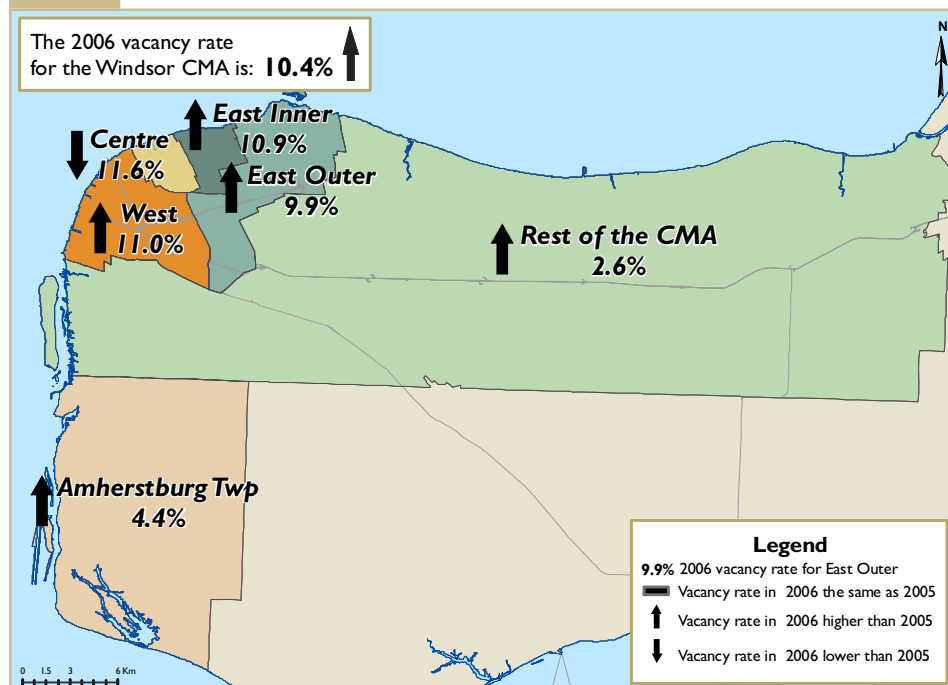 The 2006 vacancy rate
for the Windsor CMA is: 10.4%
N
East Inner
10.9%
Centre
11.6%
East Outer
9.9%
West
11.0%
Rest of the CMA
2.6%
Amherstburg Twp
4.4%
Legend
9.9% 2006 vacancy rate for East Outer
Vacancy rate in 2006 the same as 2005
Vacancy rate in 2006 higher than 2005
Vacancy rate in 2006 lower than 2005
0 1.5 3 6 Km